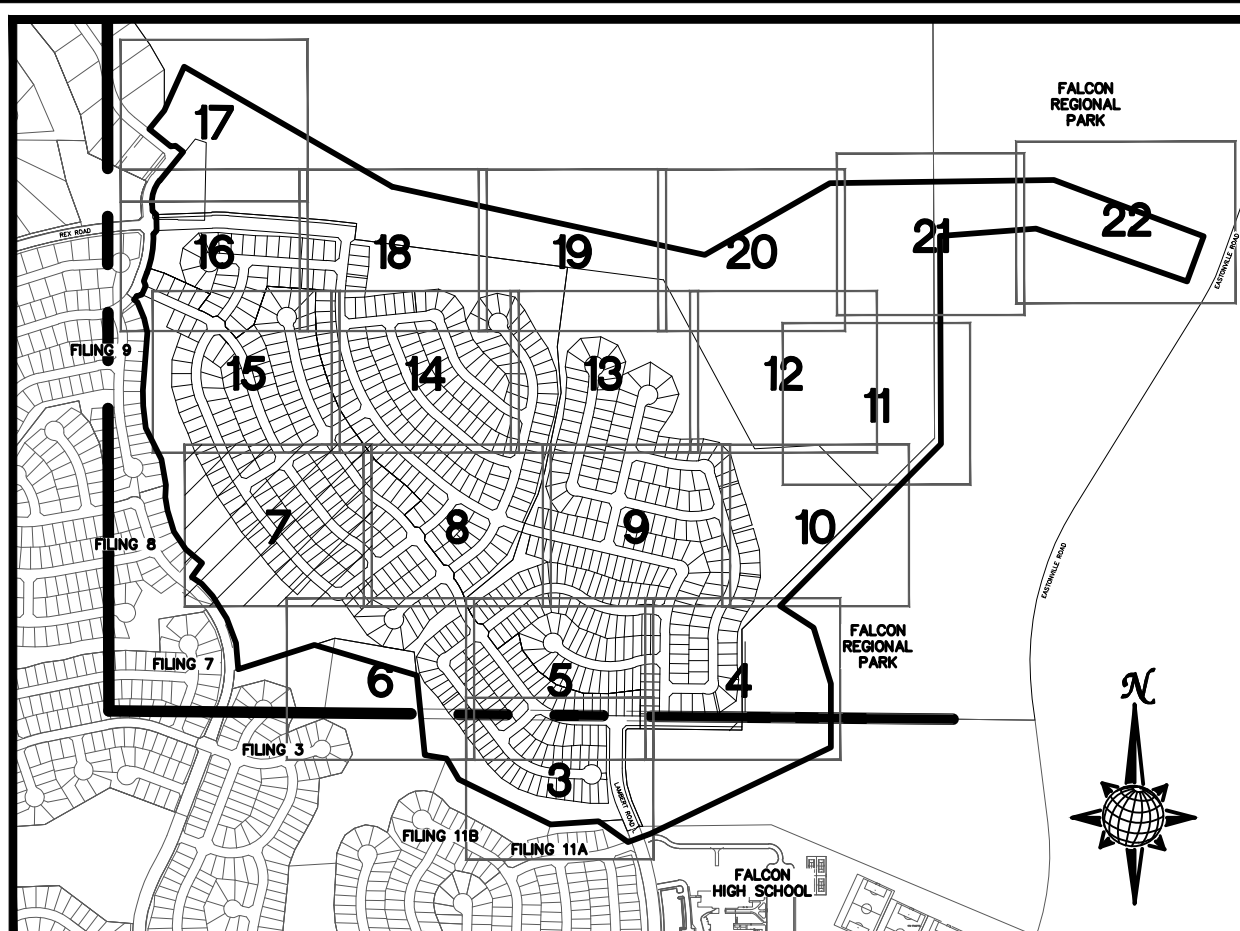 FALCON
REGIONAL
PARK
17
22
EASTONVILLE ROAD
REX ROAD
16
18
19
20
21
FILING 9
15
14
13
12
11
7
8
9
10
FILING 8
EASTONVILLE ROAD
FALCON
REGIONAL
PARK
FILING 7
6
5
4
N
FILING 3
3
LAMBERT ROAD
FILING 11B
FILING 11A
FALCON
HIGH SCHOOL